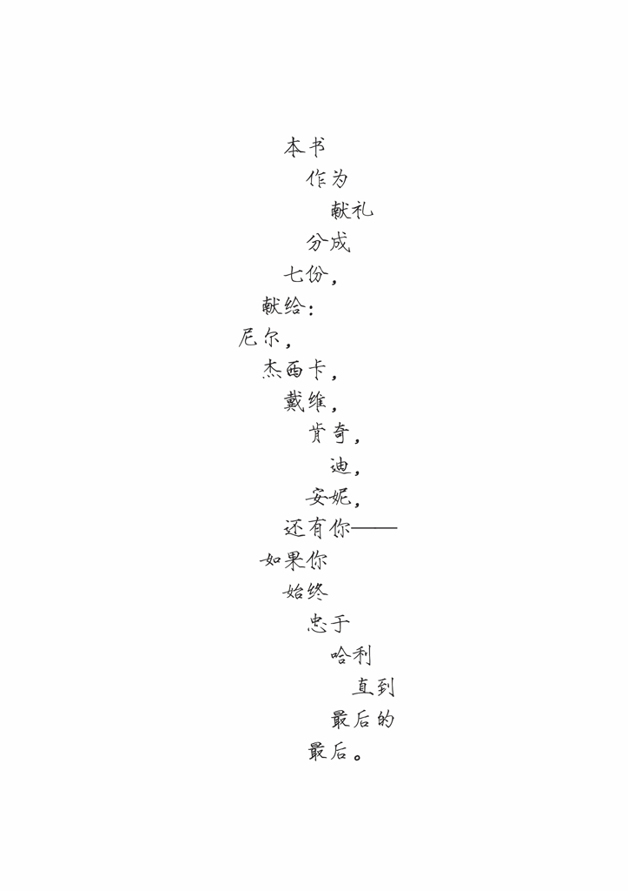 本书
作为
献礼
分成
七份，
献给：
尼尔，
杰西卡，
戴维，
肯奇，
迪，
安妮，
还有你——
如果你
始终
忠于
哈利
直到
最后的
最后。